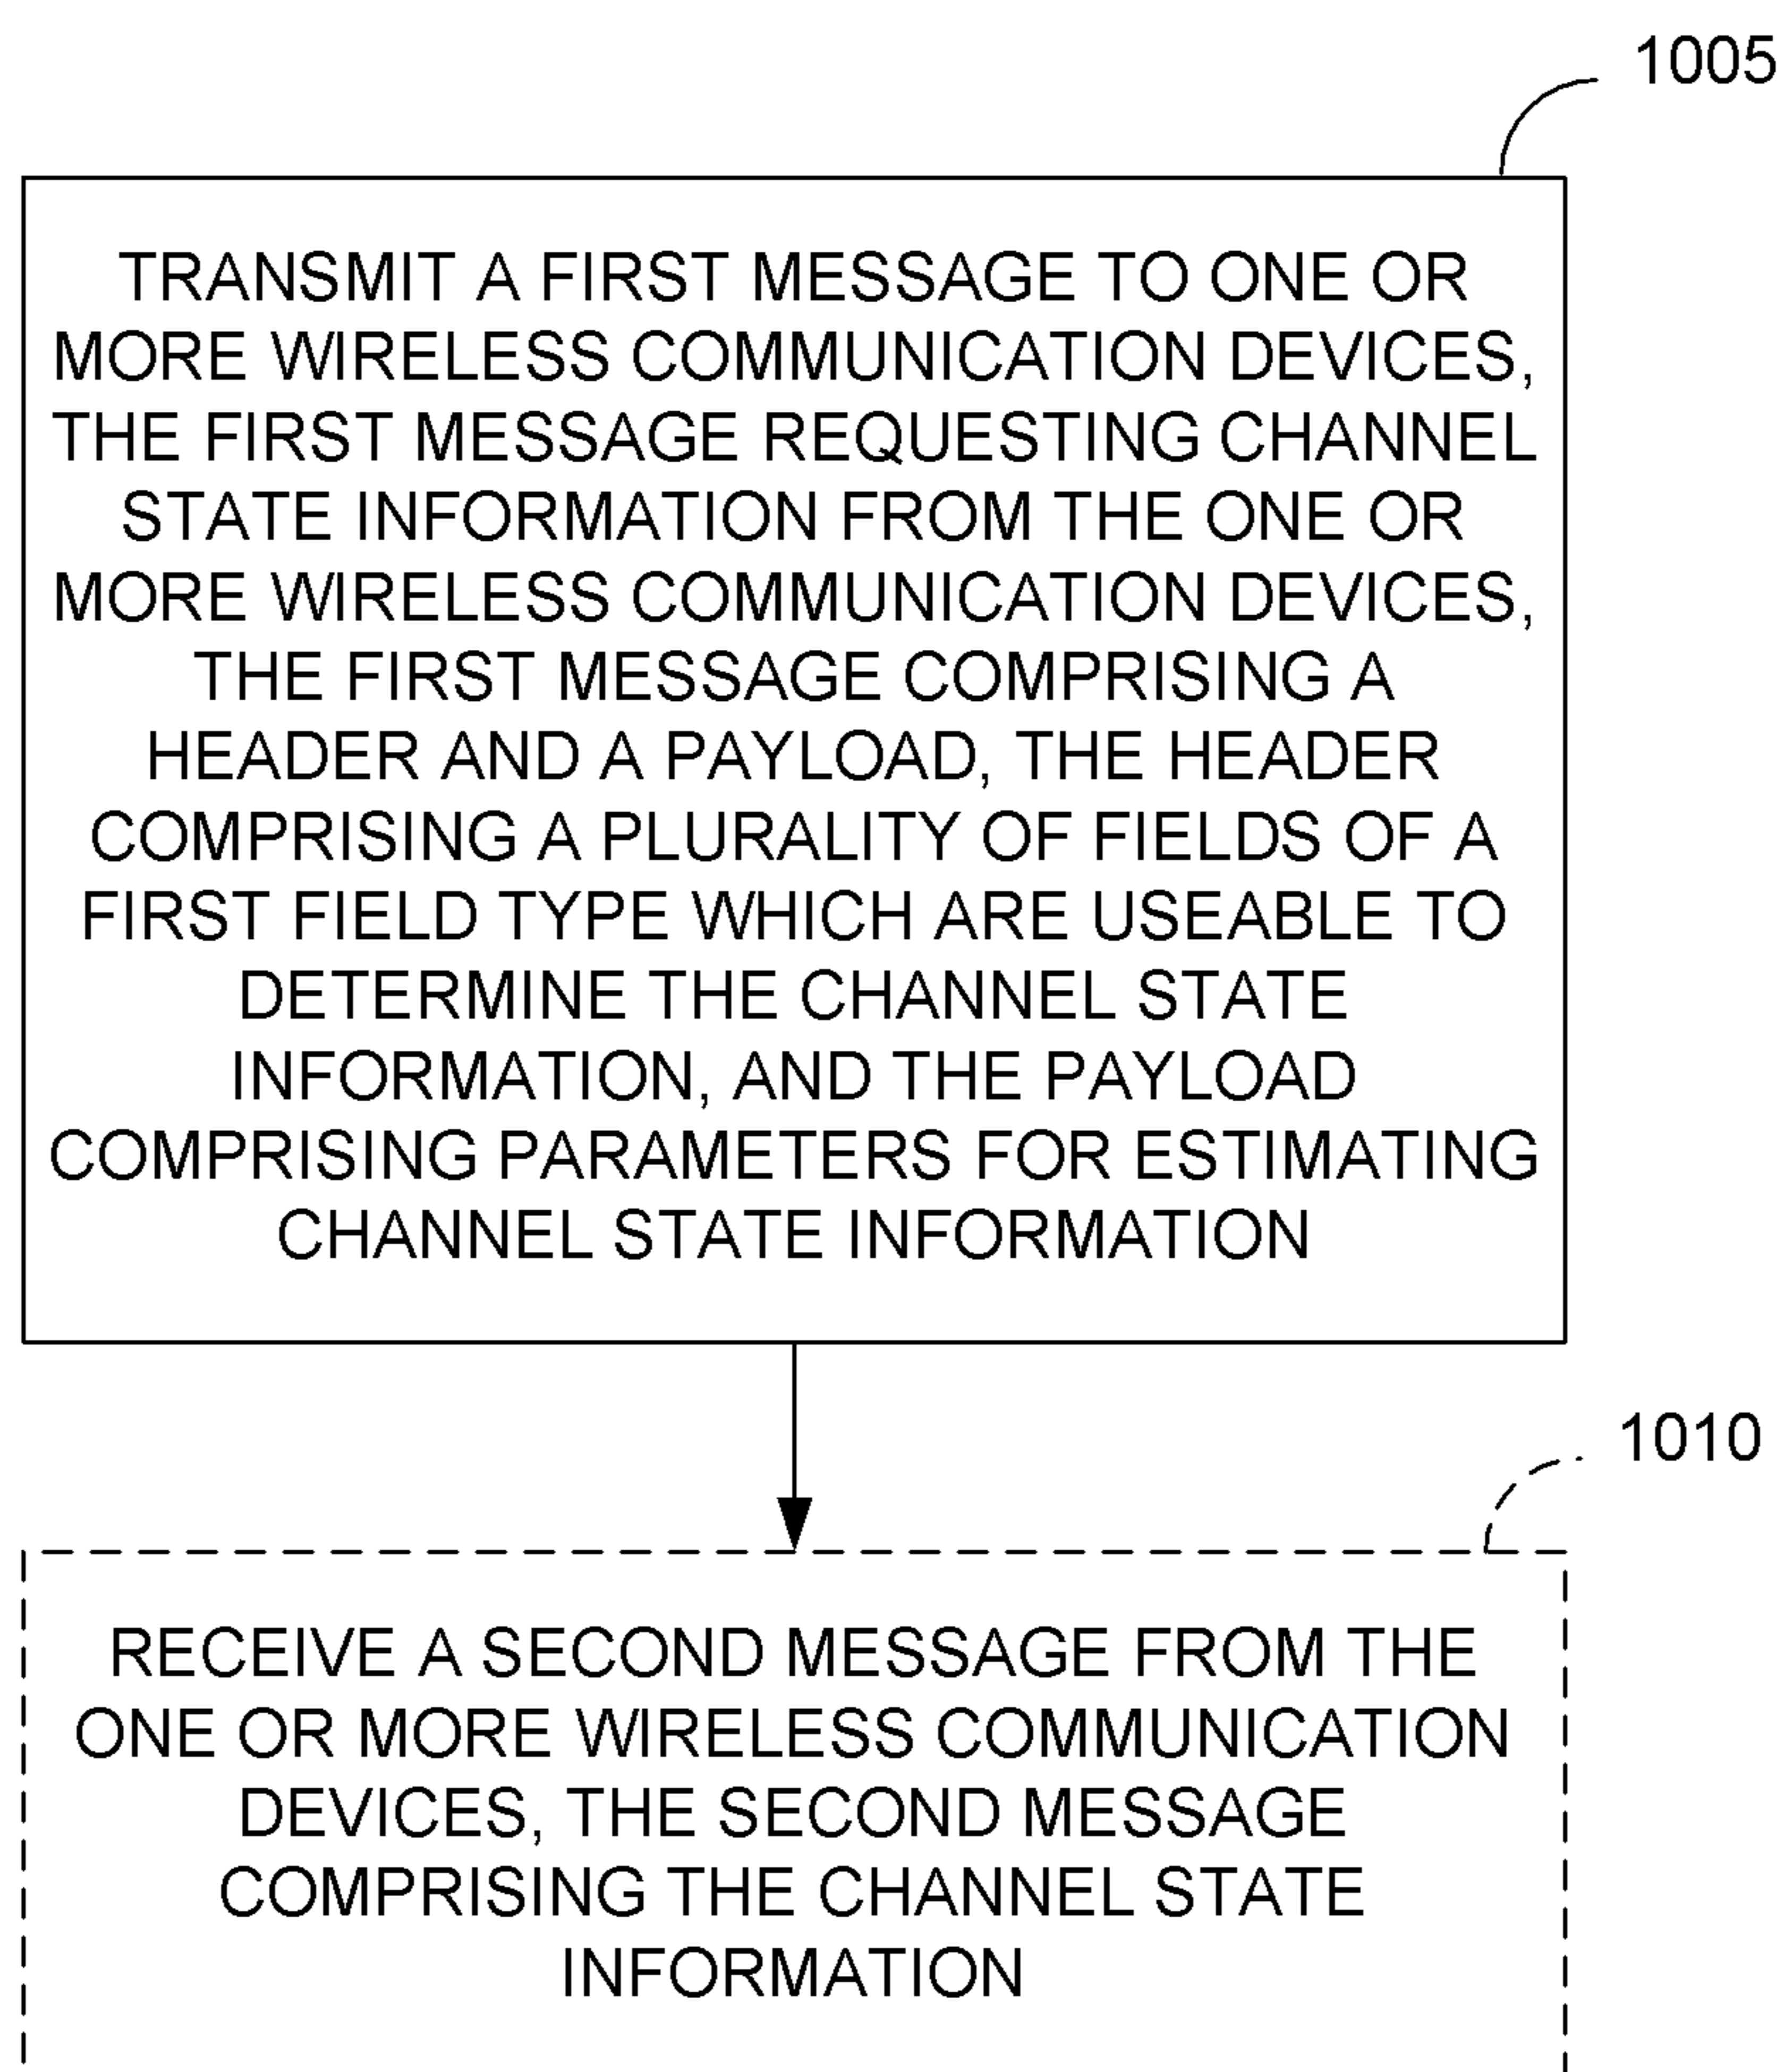 1005
TRANSMIT A FIRST MESSAGE TO ONE OR
MORE WIRELESS COMMUNICATION DEVICES,
THE FIRST MESSAGE REQUESTING CHANNEL
STATE INFORMATION FROM THE ONE OR
MORE WIRELESS COMMUNICATION DEVICES,
THE FIRST MESSAGE COMPRISING A
HEADER AND A PAYLOAD, THE HEADER
COMPRISING A PLURALITY OF FIELDS OF A
FIRST FIELD TYPE WHICH ARE USEABLE TO
DETERMINE THE CHANNEL STATE
INFORMATION, AND THE PAYLOAD
COMPRISING PARAMETERS FOR ESTIMATING
CHANNEL STATE INFORMATION
1010
RECEIVE A SECOND MESSAGE FROM THE
ONE OR MORE WIRELESS COMMUNICATION
DEVICES, THE SECOND MESSAGE
COMPRISING THE CHANNEL STATE
INFORMATION